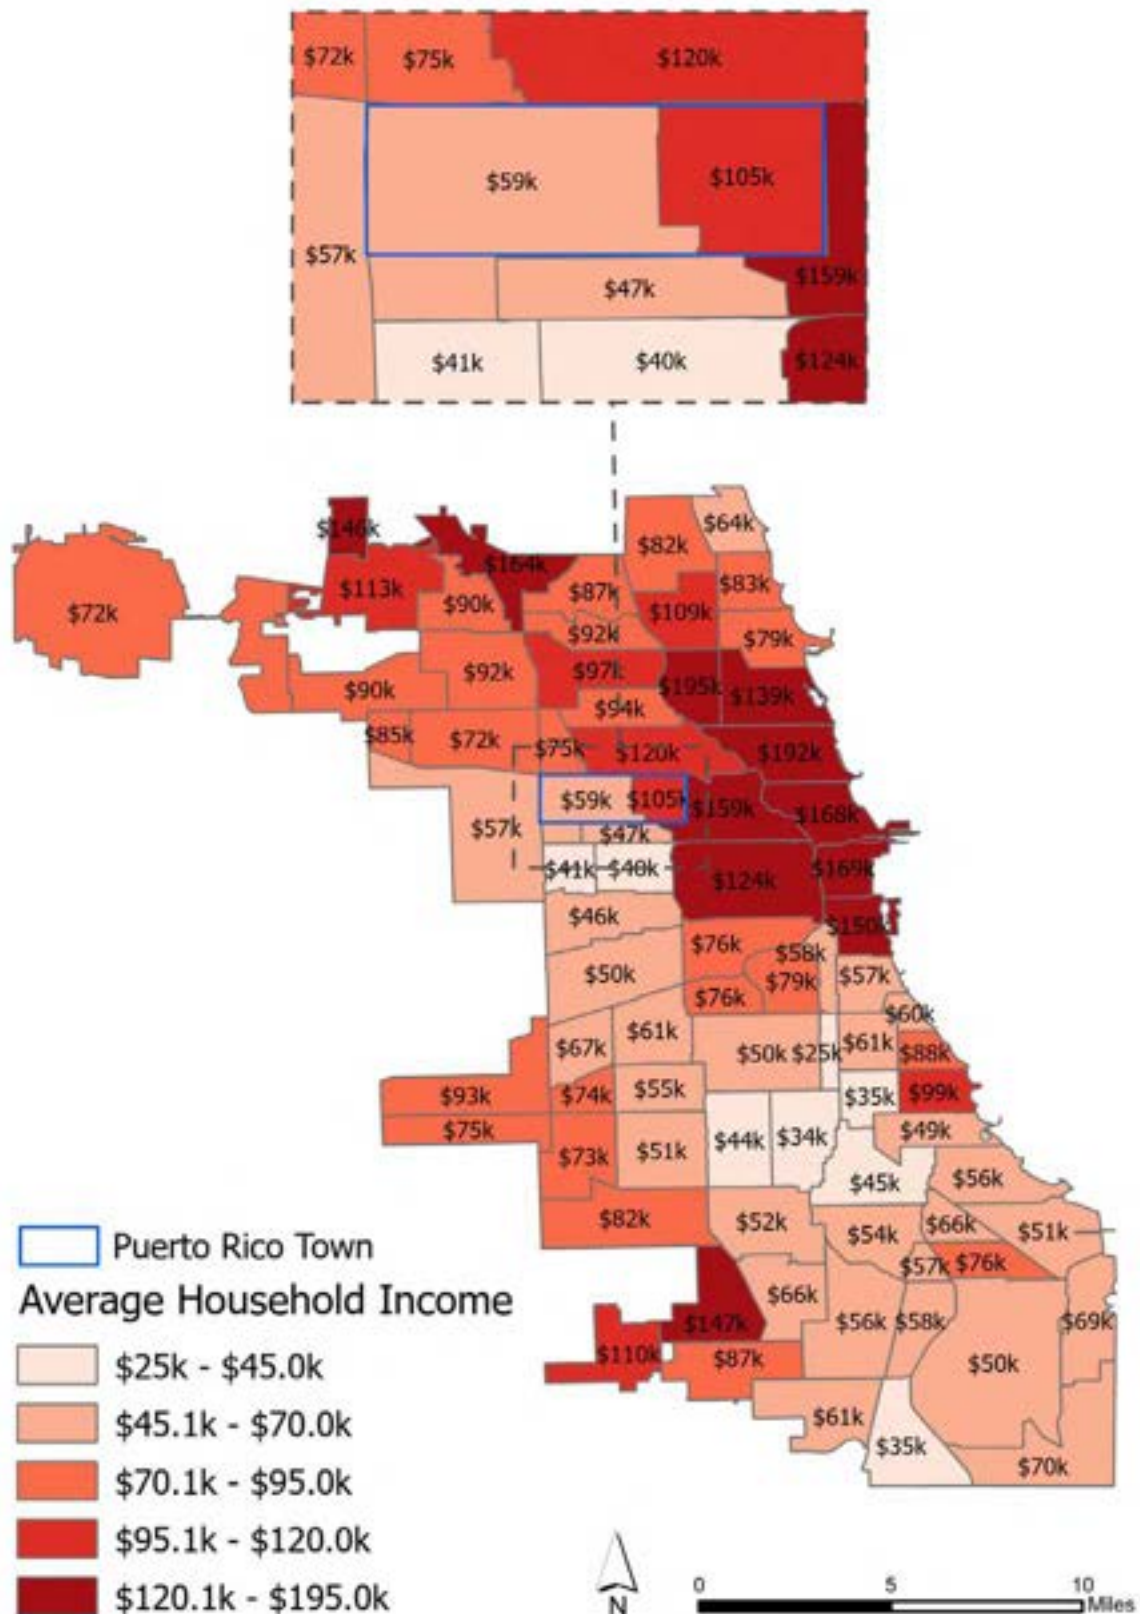 $72k $75k $120k
$59k $105k
$57k
$47k $159k
$41k $40k $124k
$146k $64k
$82k
$164k
$72k $113k $90k $87k $109k $83k
$92k $79k
$90k $92k $97k $195k $139k
$94k
$85k $72k $75k $120k $192k
$59k $105k $159k $168k
$57k $47k
$41k $40k $124k $169k
$46k $150k
$76k $58k
$50k $79k $57k
$76k $60k
$67k $61k $50k $25k $61k $88k
$93k $74k $55k $35k $99k
$75k $49k
$73k $51k $44k $34k
$45k $56k
$82k $52k $54k $66k $51k
$57k $76k
$66k
$147k $56k $58k $69k
$110k $87k $50k
$61k $35k
$70k
Puerto Rico Town
Average Household Income
$25k - $45.0k
$45.1k - $70.0k
$70.1k - $95.0k
$95.1k - $120.0k
$120.1k - $195.0k
N
0 5 10
Miles